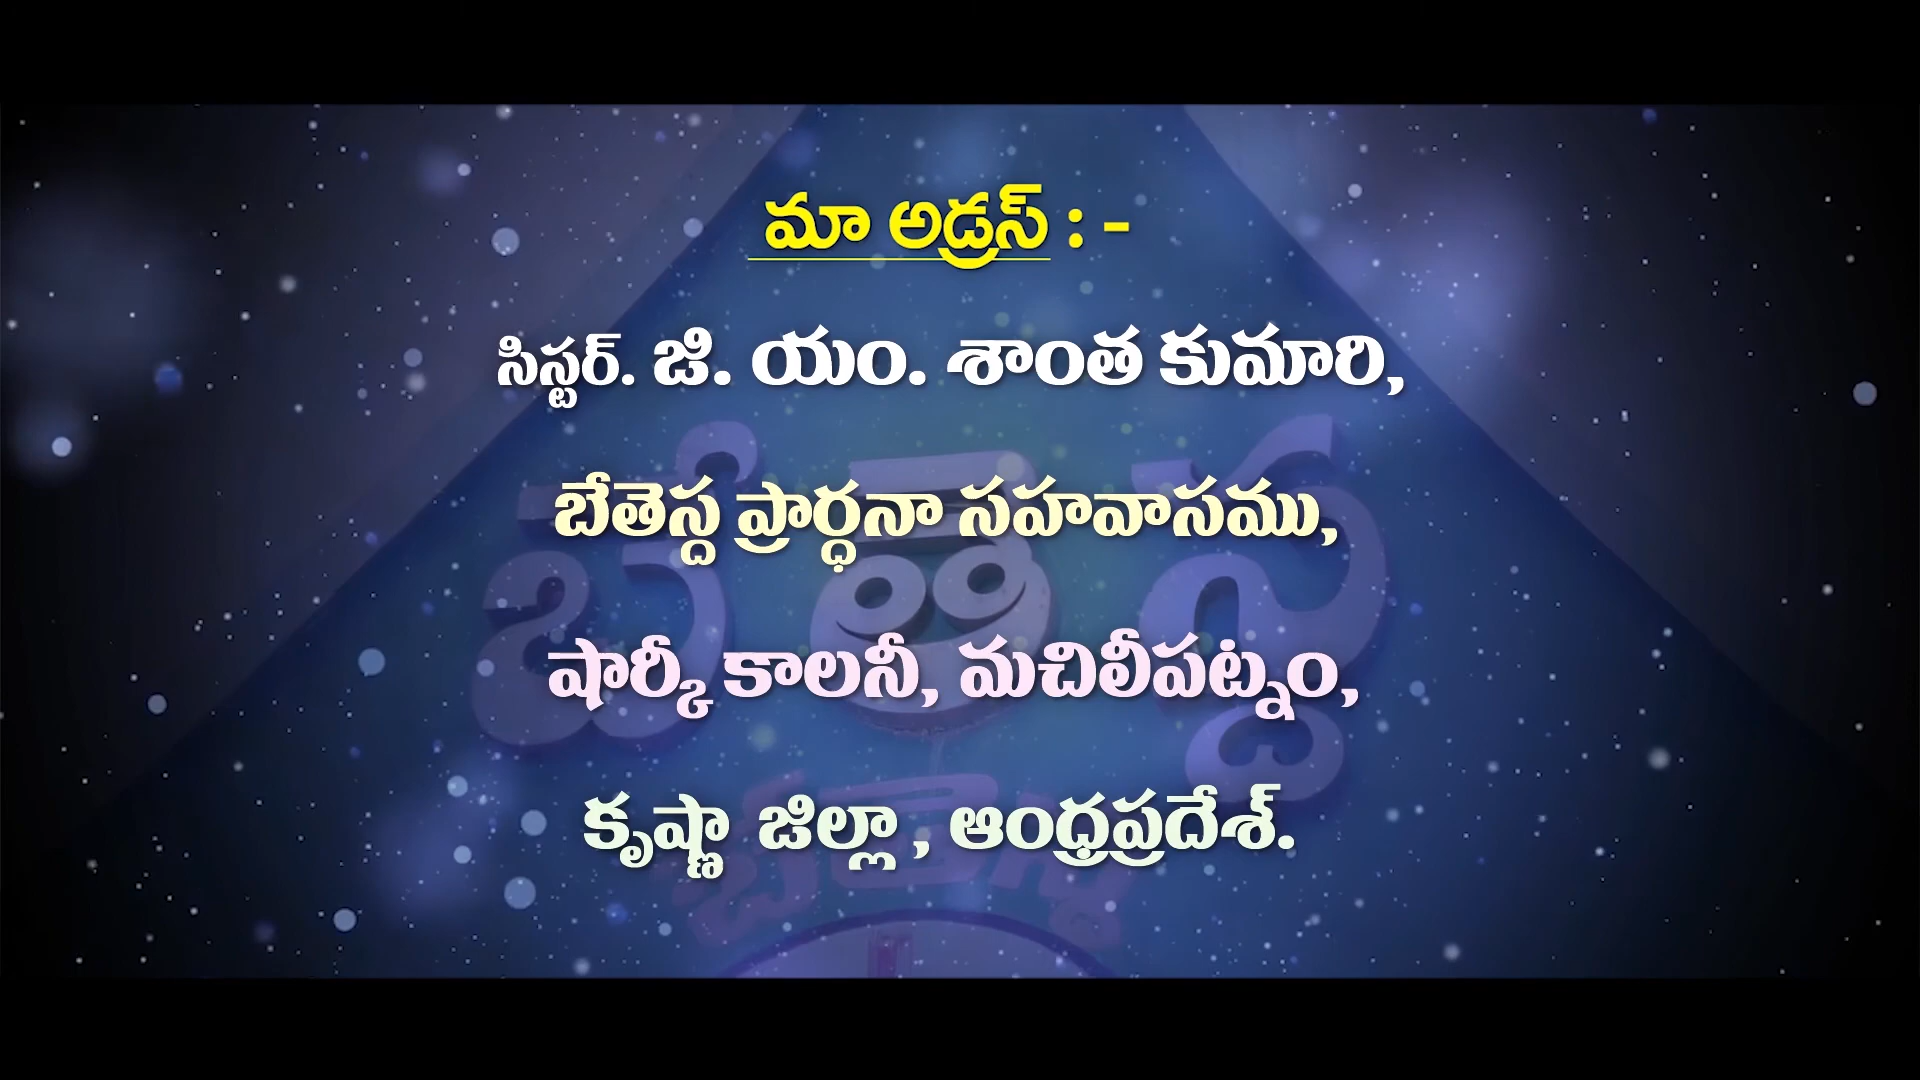 మా అడ్రస్ : -
సిస్టర్. జి. యం. శాంత కుమారి,
బేతెస్ద ప్రార్ధనా సహవాసము,
షార్కీ కాలనీ, మచిలీపట్నం,
కృష్ణా జిల్లా , ఆంధ్రప్రదేశ్.